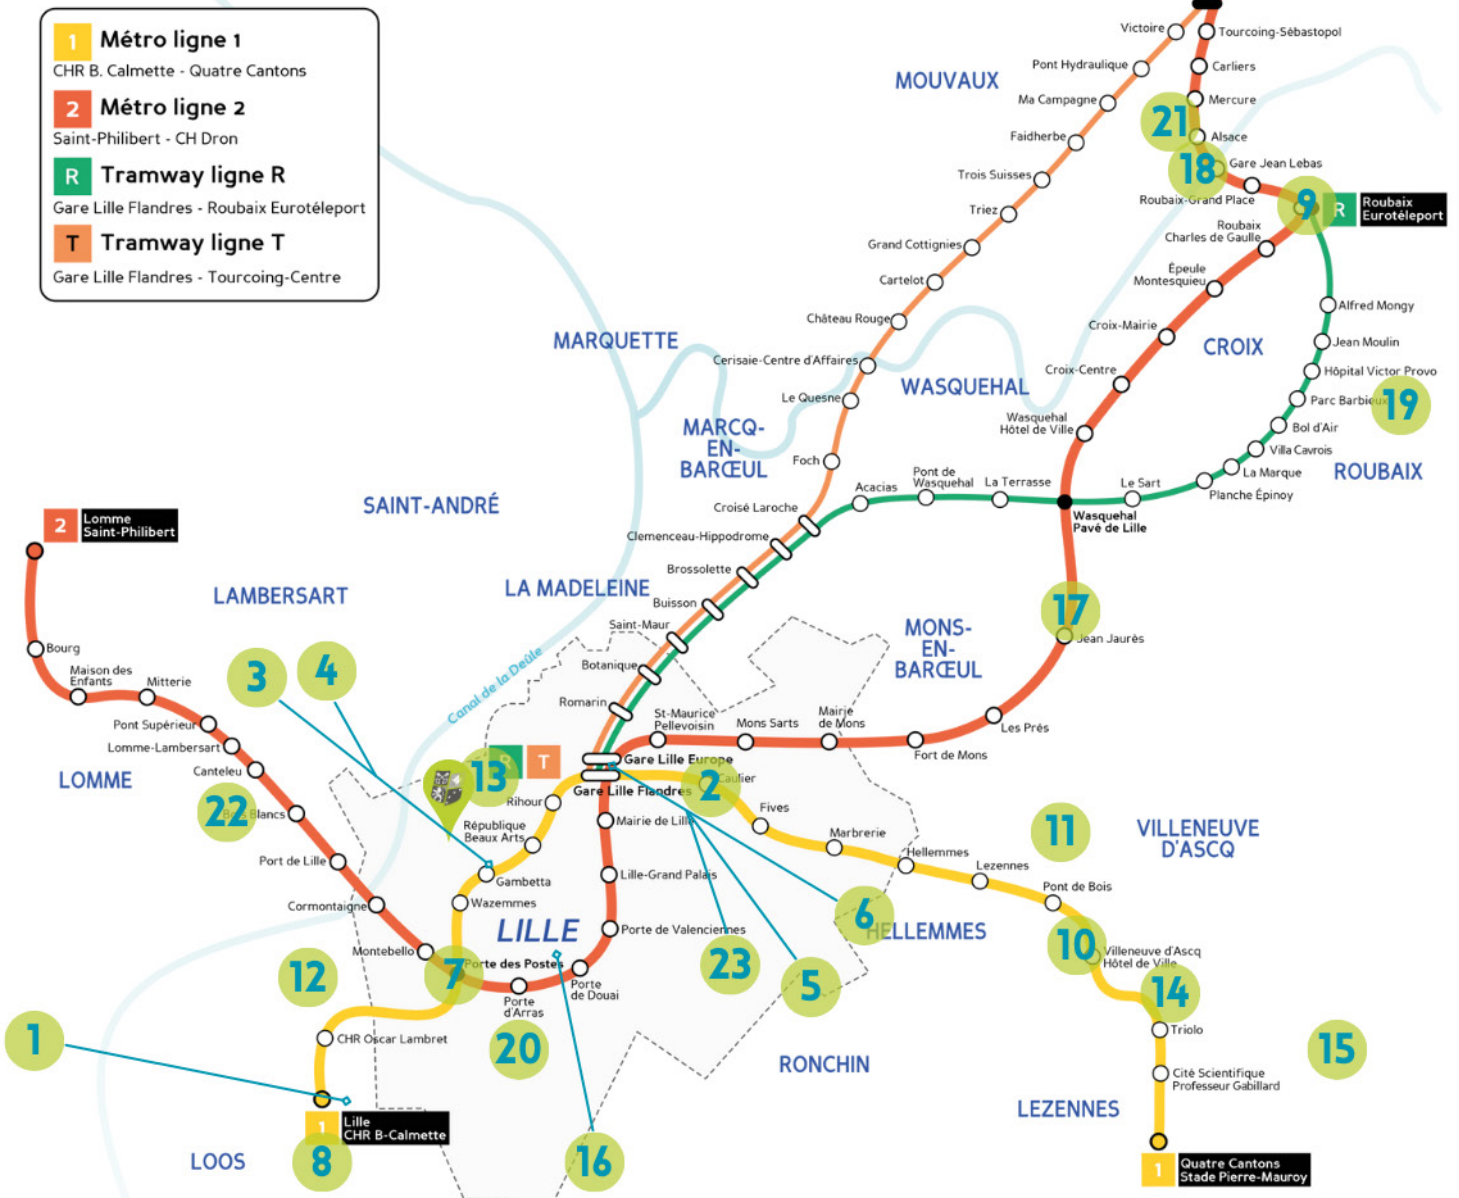 1 Métro ligne 1
CHR B. Calmette - Quatre Cantons
2 Métro ligne 2
Saint-Philibert - CH Dron
R Tramway ligne R
Gare Lille Flandres - Roubaix Eurotéleport
T Tramway ligne T
Gare Lille Flandres - Tourcoing-Centre
Victoire
Tourcoing-Sébastopol
Pont Hydraulique
Carliers
MOUVAUX
Ma Campagne
Mercure
21
Faidherbe
Alsace
18
Gare Jean Lebas
Trois Suisses
Roubaix-Grand Place
9
R
Roubaix
Eurotéleport
Triez
Roubaix
Charles de Gaulle
Grand Cottignies
Épeule
Montesquieu
Cartelot
Alfred Mongy
Château Rouge
Croix-Mairie
MARQUETTE
CROIX
Jean Moulin
Cerisaie-Centre d'Affaires
Croix-Centre
Hôpital Victor Provo
WASQUEHAL
Le Quesne
Parc Barbieux
19
Wasquehal
Hôtel de Ville
Bol d'Air
MARCQ-
EN-
BARŒUL
Villa Cavrois
Foch
La Marque
ROUBAIX
Acacias
Pont de
Wasquehal
La Terrasse
Le Sart
Planche Épinoy
SAINT-ANDRÉ
Croisé Laroche
Wasquehal
Pavé de Lille
2
Lomme
Saint-Philibert
Clemenceau-Hippodrome
Brossolette
LAMBERSART
LA MADELEINE
Buisson
17
Saint-Maur
Jean Jaurès
MONS-
EN-
BARŒUL
Bourg
Botanique
3
4
Maison des
Enfants
Mitterie
Canal de la Deûle
Romarin
St-Maurice
Pellevoisin
Mons Sarts
Mairie
de Mons
Les Prés
Pont Supérieur
Lomme-Lambersart
Fort de Mons
Gare Lille Europe
LOMME
Canteleu
13
R
T
2
Caulier
Gare Lille Flandres
22
Bois Blancs
Rihour
Fives
République
Beaux Arts
Mairie de Lille
Marbrerie
11
VILLENEUVE
D'ASCQ
Port de Lille
Hellemmes
Lezennes
Gambetta
Lille-Grand Palais
Pont de Bois
Cormontaigne
Wazemmes
6
LILLE
Porte de Valenciennes
HELLEMMES
10
Montebello
Villeneuve d'Ascq
Hôtel de Ville
12
7
Porte des Postes
23
5
14
Porte
de Douai
Porte
d'Arras
1
CHR Oscar Lambret
20
Triolo
15
RONCHIN
Cité Scientifique
Professeur Gabillard
LEZENNES
1
Lille
CHR B-Calmette
LOOS
8
16
1
Quatre Cantons
Stade Pierre-Mauroy